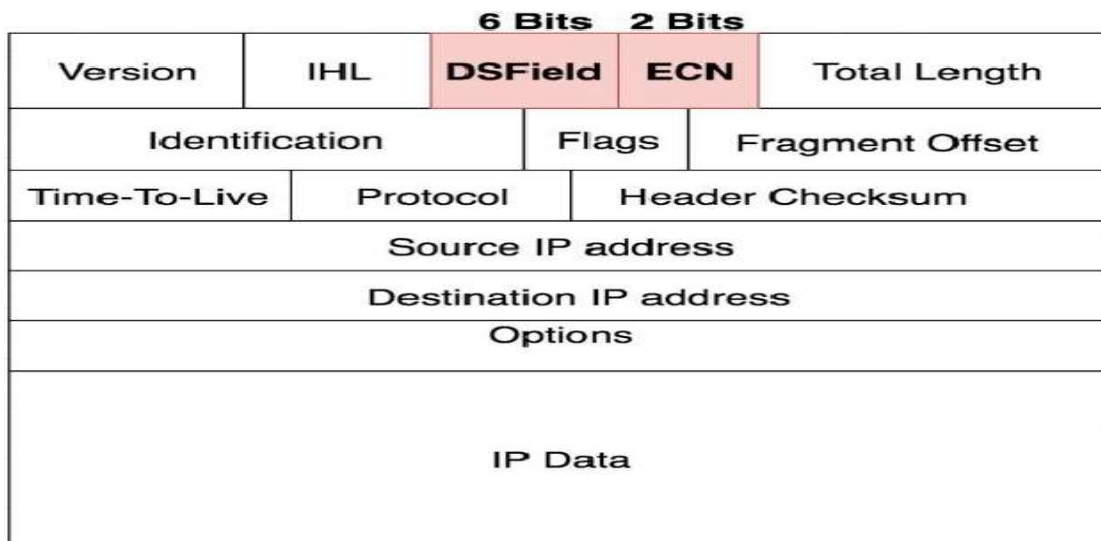 6 Bits 2 Bits
Version IHL DSField ECN Total Length
Identification Flags Fragment Offset
Time-To-Live Protocol Header Checksum
Source IP address
Destination IP address
Options
IP Data